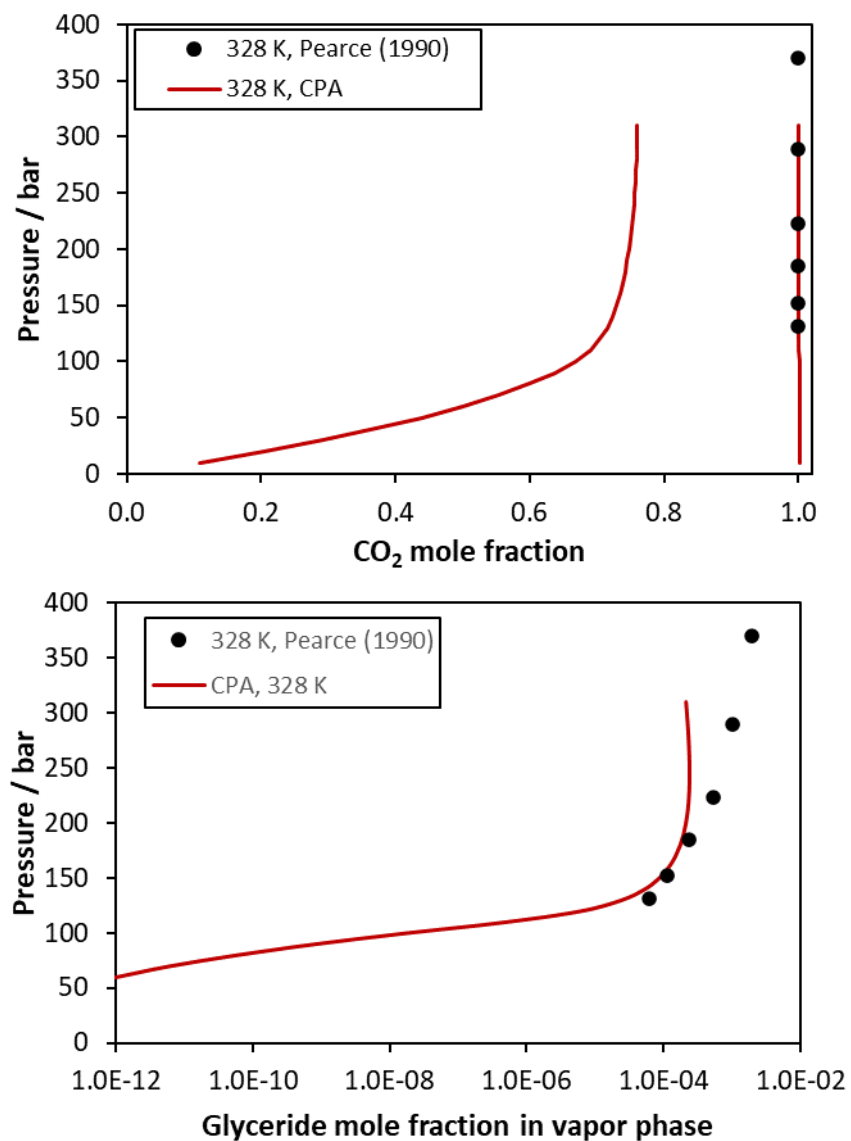 400
350
300
250
200
150
100
50
0
Pressure / bar
328 K, Pearce (1990)
328 K, CPA
0.0 0.2 0.4 0.6 0.8 1.0
CO₂ mole fraction
400
350
300
250
200
150
100
50
0
Pressure / bar
328 K, Pearce (1990)
CPA, 328 K
1.0E-12 1.0E-10 1.0E-08 1.0E-06 1.0E-04 1.0E-02
Glyceride mole fraction in vapor phase